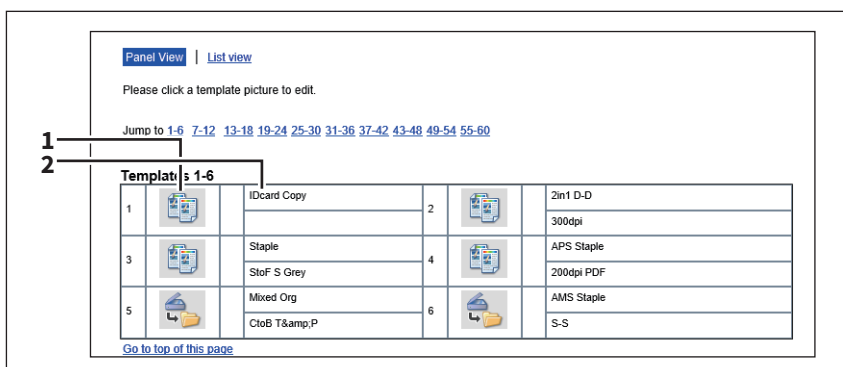 Panel View | List view
Please click a template picture to edit.
Jump to 1-6 7-12 13-18 19-24 25-30 31-36 37-42 43-48 49-54 55-60
1
2
Templates 1-6
1 IDcard Copy 2 2in1 D-D
300dpi
3 Staple 4 APS Staple
StoF S Grey 200dpi PDF
5 Mixed Org 6 AMS Staple
CtoB T&amp;P S-S
Go to top of this page